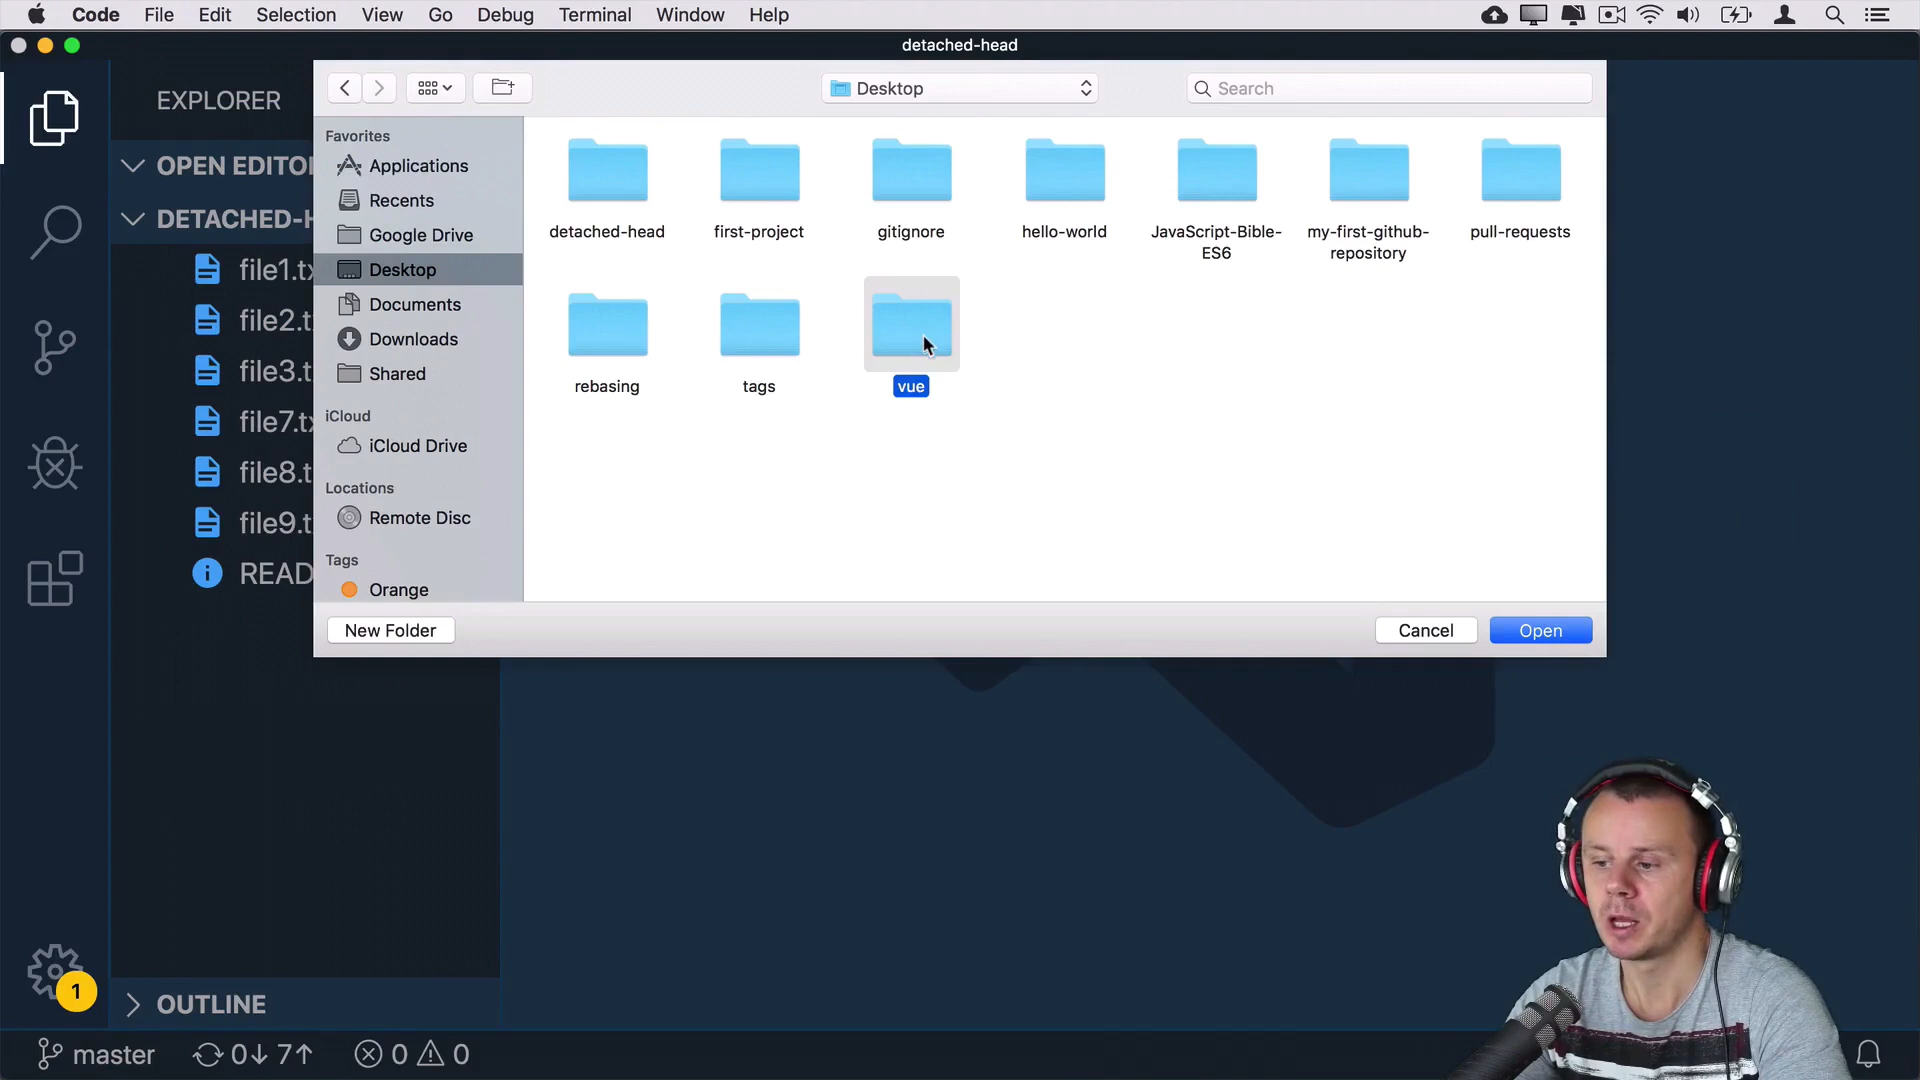 Code File Edit Selection View Go Debug Terminal Window Help
detached-head
EXPLORER
OPEN EDITO
DETACHED-H
file1.tx
file2.t
file3.t
file7.t
file8.t
file9.t
READ
Desktop
Search
Favorites
Applications
Recents
Google Drive
Desktop
Documents
Downloads
Shared
iCloud
iCloud Drive
Locations
Remote Disc
Tags
Orange
detached-head
first-project
gitignore
hello-world
JavaScript-Bible-
ES6
my-first-github-
repository
pull-requests
rebasing
tags
vue
New Folder
Cancel
Open
1
OUTLINE
master 0↓ 7↑ 0 0